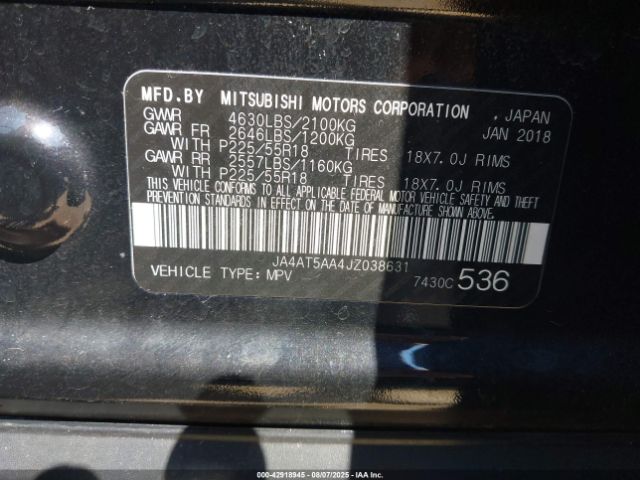 MFD.BY MITSUBISHI MOTORS CORPORATION , JAPAN
GVWR 4630LBS/2100KG JAN 2018
GAWR FR 2646LBS/1200KG
WITH P225/55R18 TIRES 18X7.0J RIMS
GAWR RR 2557LBS/1160KG
WITH P225/55R18 TIRES 18X7.0J RIMS
THIS VEHICLE CONFORMS TO ALL APPLICABLE FEDERAL MOTOR VEHICLE SAFETY AND THEFT
PREVENTION STANDARDS IN EFFECT ON THE DATE OF MANUFACTURE SHOWN ABOVE.
JA4AT5AA4JZ038631
VEHICLE TYPE: MPV 7430C 536
000-42918945 - 08/07/2025 - IAAI.COM